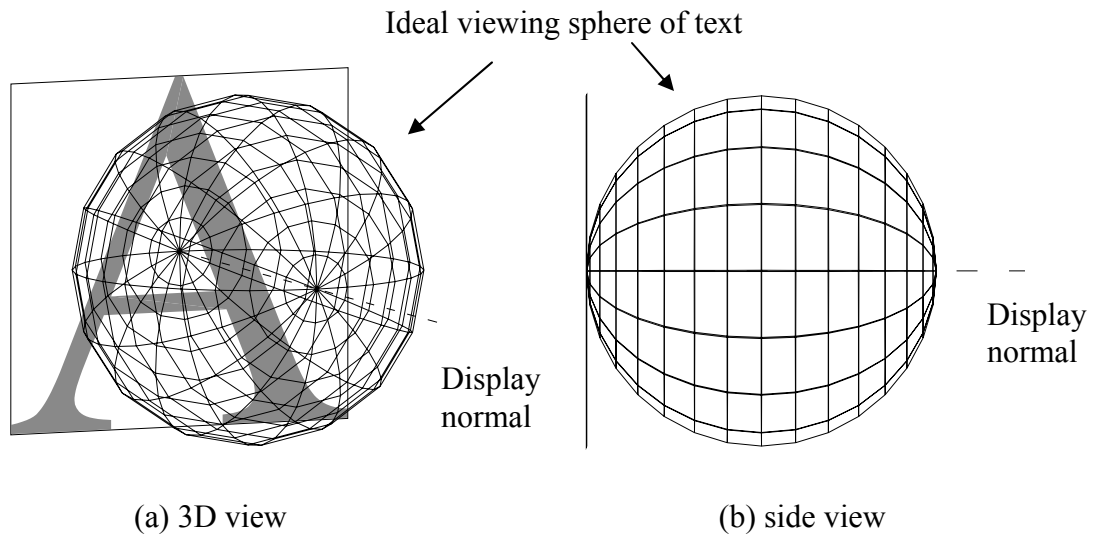 Ideal viewing sphere of text
A
Display
normal
Display
normal
(a) 3D view
(b) side view